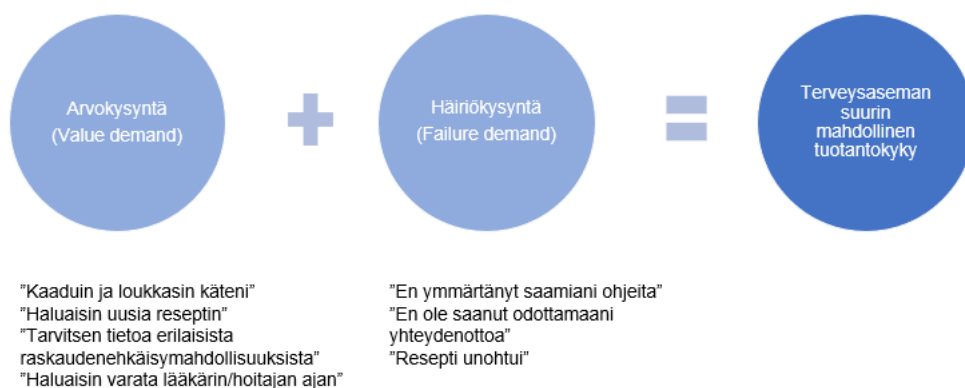 Arvokysyntä
(Value demand)
Häiriökysyntä
(Failure demand)
Terveysaseman
suurin
mahdollinen
tuotantokyky
”Kaaduin ja loukkasin käteni”
”Haluaisin uusia reseptin”
”Tarvitsen tietoa erilaisista
raskaudenehkäisymahdollisuuksista”
”Haluaisin varata lääkärin/hoitajan ajan”
”En ymmärtänyt saamiani ohjeita”
”En ole saanut odottamaani
yhteydenottoa”
”Resepti unohtui”